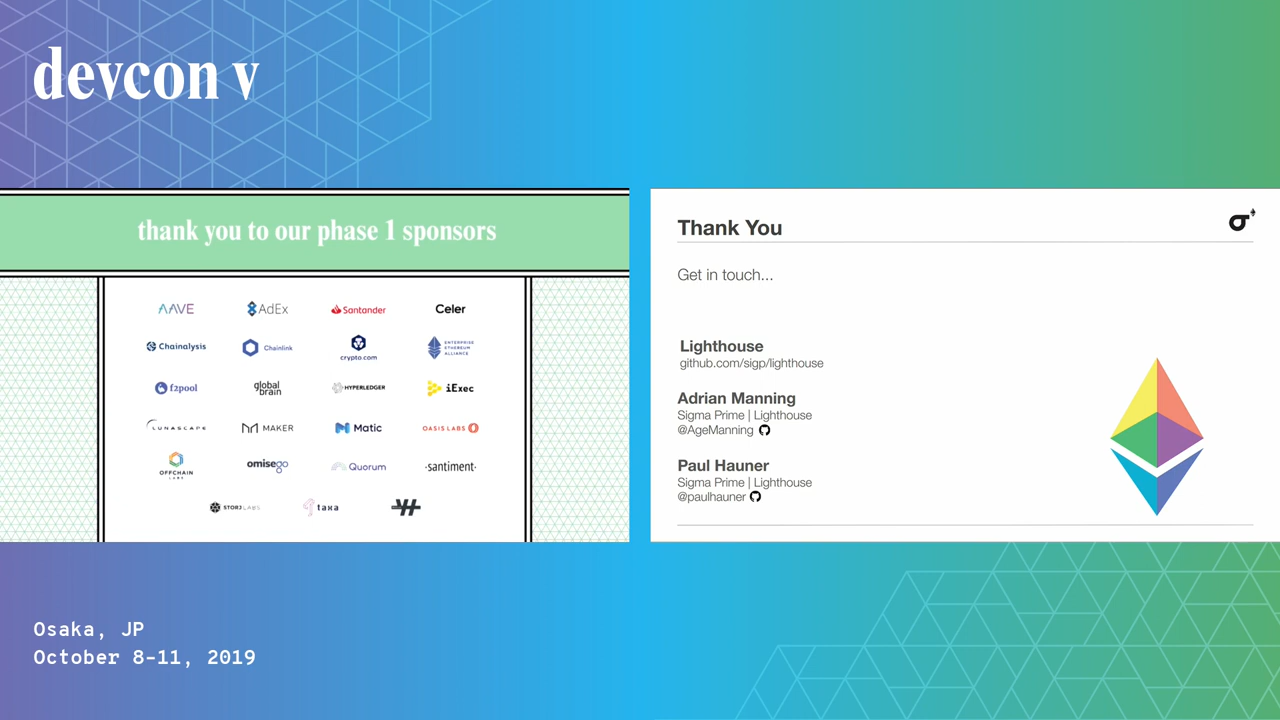 devcon v
thank you to our phase 1 sponsors
AAVE
AdEx
Santander
Celer
Chainalysis
Chainlink
crypto.com
ENTERPRISE
ETHEREUM
ALLIANCE
f2pool
global
brain
HYPERLEDGER
iExec
LUNASCAPE
MAKER
Matic
OASIS LABS
OFFCHAIN
LABS
omisego
Quorum
·santiment·
STORJ LABS
taxa
Thank You
Get in touch...
Lighthouse
github.com/sigp/lighthouse
Adrian Manning
Sigma Prime | Lighthouse
@AgeManning
Paul Hauner
Sigma Prime | Lighthouse
@paulhauner
Osaka, JP
October 8-11, 2019